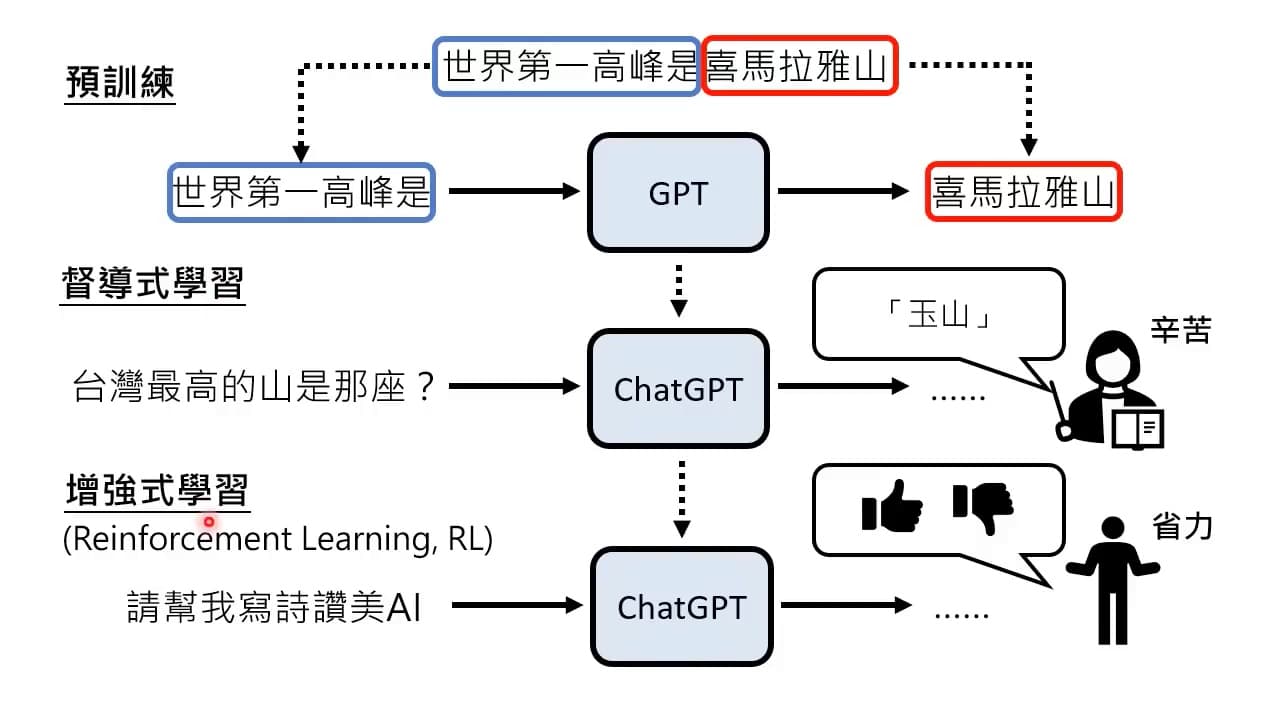 預訓練
世界第一高峰是喜馬拉雅山
世界第一高峰是
GPT
喜馬拉雅山
督導式學習
「玉山」
辛苦
台灣最高的山是那座？
ChatGPT
......
增強式學習
(Reinforcement Learning, RL)
省力
請幫我寫詩讚美AI
ChatGPT
......